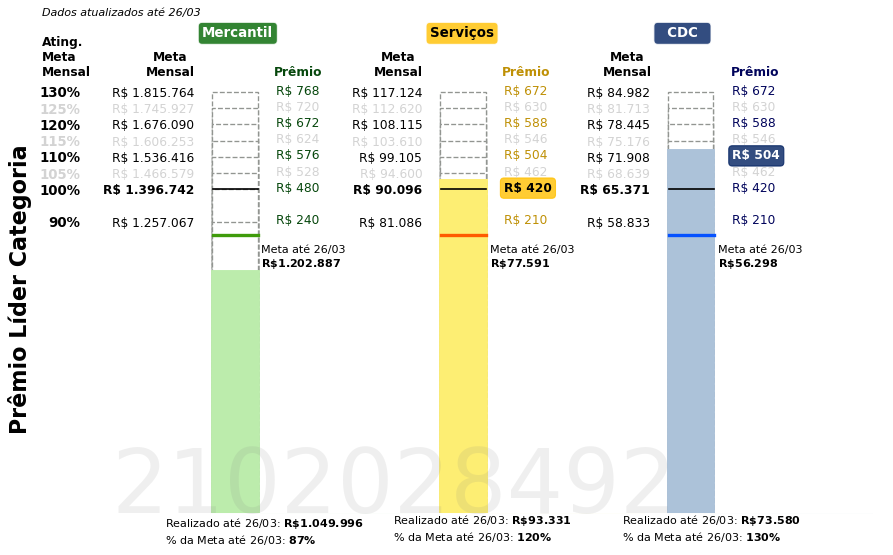 Dados atualizados até 26/03
Mercantil Serviços CDC
Ating.
Meta Meta Meta Meta
Mensal Mensal Prêmio Mensal Prêmio Mensal Prêmio
130% R$ 1.815.764 R$ 768 R$ 117.124 R$ 672 R$ 84.982 R$ 672
125% R$ 1.745.927 R$ 720 R$ 112.620 R$ 630 R$ 81.713 R$ 630
120% R$ 1.676.090 R$ 672 R$ 108.115 R$ 588 R$ 78.445 R$ 588
115% R$ 1.606.253 R$ 624 R$ 103.610 R$ 546 R$ 75.176 R$ 546
110% R$ 1.536.416 R$ 576 R$ 99.105 R$ 504 R$ 71.908 R$ 504
105% R$ 1.466.579 R$ 528 R$ 94.600 R$ 462 R$ 68.639 R$ 462
100% R$ 1.396.742 R$ 480 R$ 90.096 R$ 420 R$ 65.371 R$ 420
90% R$ 1.257.067 R$ 240 R$ 81.086 R$ 210 R$ 58.833 R$ 210
Meta até 26/03 Meta até 26/03 Meta até 26/03
R$1.202.887 R$77.591 R$56.298
Prêmio Líder Categoria
2102028492
Realizado até 26/03: R$1.049.996 Realizado até 26/03: R$93.331 Realizado até 26/03: R$73.580
% da Meta até 26/03: 87% % da Meta até 26/03: 120% % da Meta até 26/03: 130%